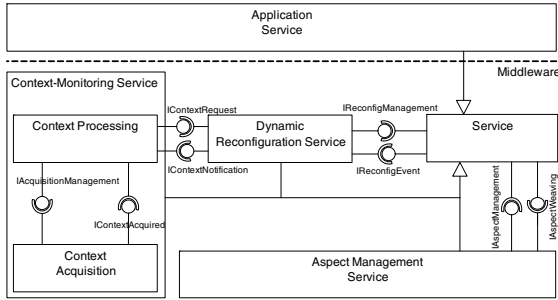 Application
Service
Middleware
Context-Monitoring Service
Context Processing
IContextRequest
IContextNotification
Dynamic
Reconfiguration Service
IReconfigManagement
IReconfigEvent
Service
IAcquisitionManagement
IContextAcquired
IAspectManagement
IAspectWeaving
Context
Acquisition
Aspect Management
Service